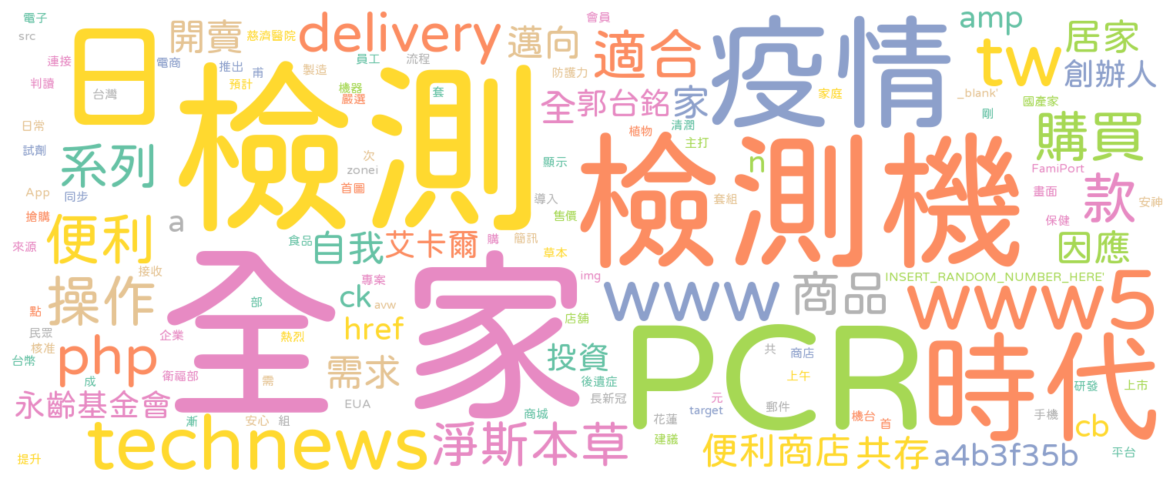 電子
src
連接
判讀
台灣
日
開賣
慈濟醫院
電商
推出
甫
預計
製造
delivery
會員
員工
流程
機器
嚴選
套
邁向
防護力
適合
全
郭台銘
家
植物
清潤
疫情
家庭
主打
amp
tw
_blank'
剛
居家
創辦人
國產家
購買
FamiPort
畫面
保健
款
安神
因應
日常
試劑
系列
App
同步
搶購
來源
便利
a
檢測
次
zonei
首圖
顯示
導入
售價
檢測機
n
套組
食品
自我
艾卡爾
購
簡訊
草本
接收
操作
點
民眾
核准
企業
部
熱烈
全家
專案
ck
avw
href
img
店舖
www
商品
INSERT_RANDOM_NUMBER_HERE'
www5
php
台幣
成
衛福部
需
需求
投資
後遺症
長新冠
PCR
共
商店
上午
時代
研發
上市
永齡基金會
漸
安心
組
EUA
商城
花蓮
建議
target
元
郵件
機台
首
手機
cb
平台
提升
technews
淨斯本草
便利商店
共存
a4b3f35b